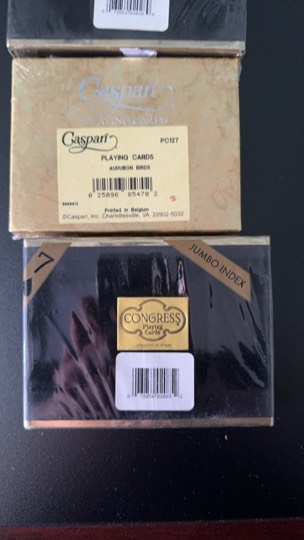 Caspari
PLAYING CARDS
Caspari
PC127
PLAYING CARDS
AUDUBON BIRDS
0 25096 85470 2
Printed in Belgium
©Caspari, Inc. Charlottesville, VA 22902-5032
7
JUMBO INDEX
CONGRESS
Playing
Cards